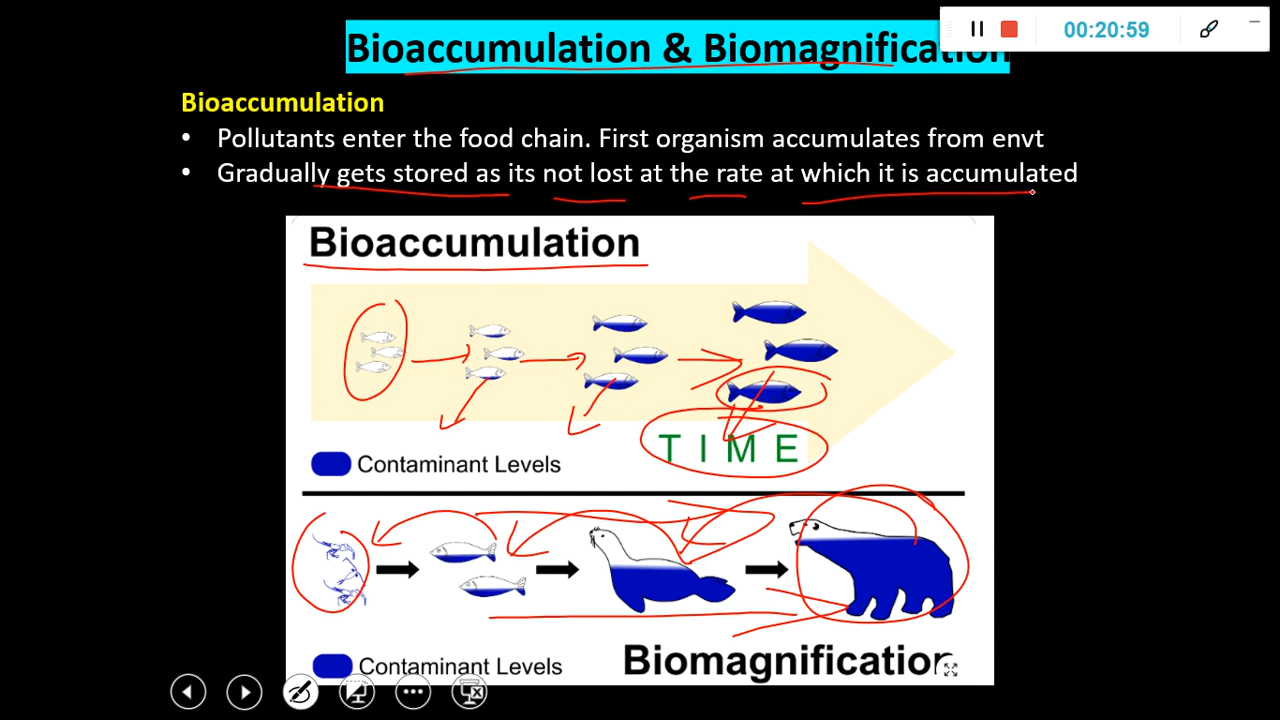 Bioaccumulation & Biomagnification
00:20:59
Bioaccumulation
• Pollutants enter the food chain. First organism accumulates from envt
• Gradually gets stored as its not lost at the rate at which it is accumulated
Bioaccumulation
TIME
Contaminant Levels
Contaminant Levels
Biomagnification